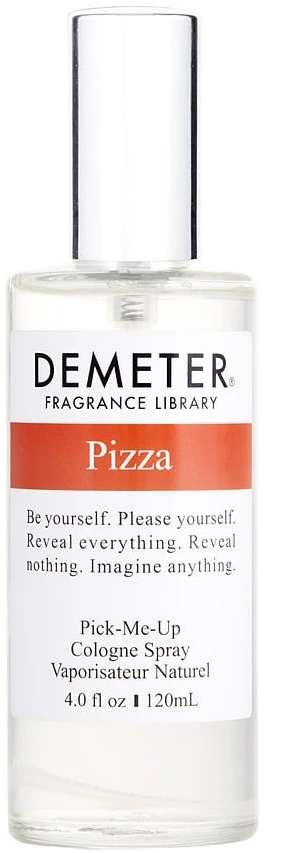 DEMETER®
FRAGRANCE LIBRARY
Pizza
Be yourself. Please yourself.
Reveal everything. Reveal
nothing. Imagine anything.
Pick-Me-Up
Cologne Spray
Vaporisateur Naturel
4.0 fl oz ❚ 120mL